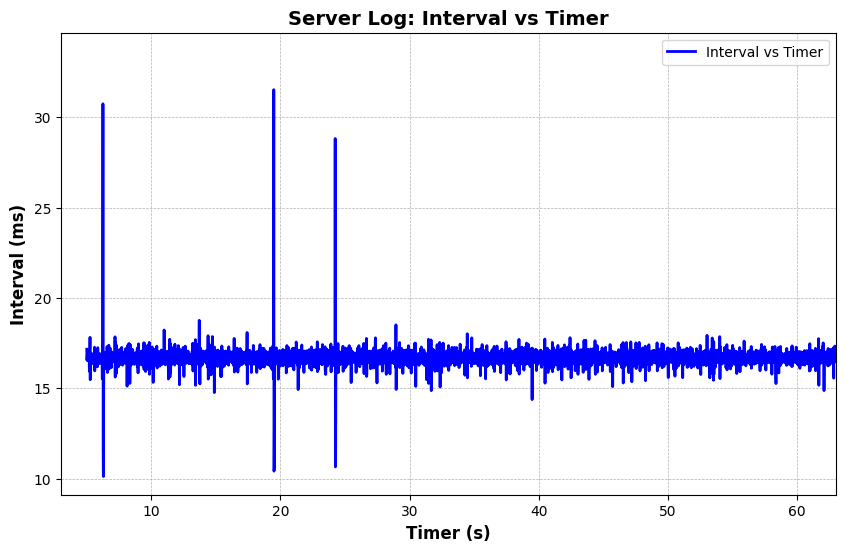 Server Log: Interval vs Timer
Interval vs Timer
30
25
20
15
10
Interval (ms)
10 20 30 40 50 60
Timer (s)